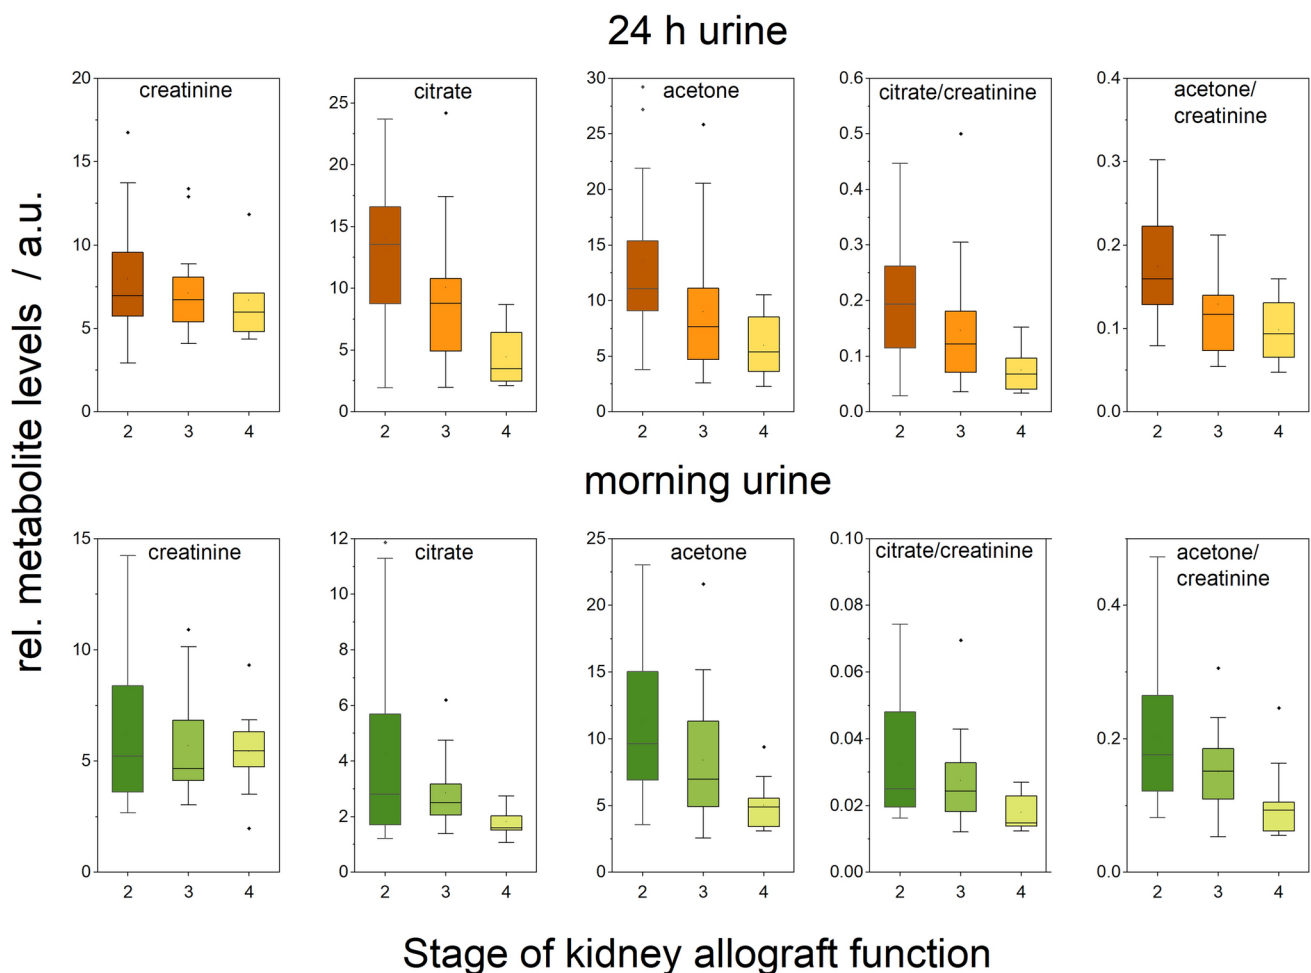 24 h urine
rel. metabolite levels / a.u.
creatinine
20
15
10
5
0
2 3 4
citrate
25
20
15
10
5
0
2 3 4
acetone
30
25
20
15
10
5
0
2 3 4
citrate/creatinine
0.6
0.5
0.4
0.3
0.2
0.1
0.0
2 3 4
acetone/
creatinine
0.4
0.3
0.2
0.1
0.0
2 3 4
morning urine
creatinine
15
10
5
0
2 3 4
citrate
12
10
8
6
4
2
0
2 3 4
acetone
25
20
15
10
5
0
2 3 4
citrate/creatinine
0.10
0.08
0.06
0.04
0.02
0.00
2 3 4
acetone/
creatinine
0.4
0.2
0.0
2 3 4
Stage of kidney allograft function